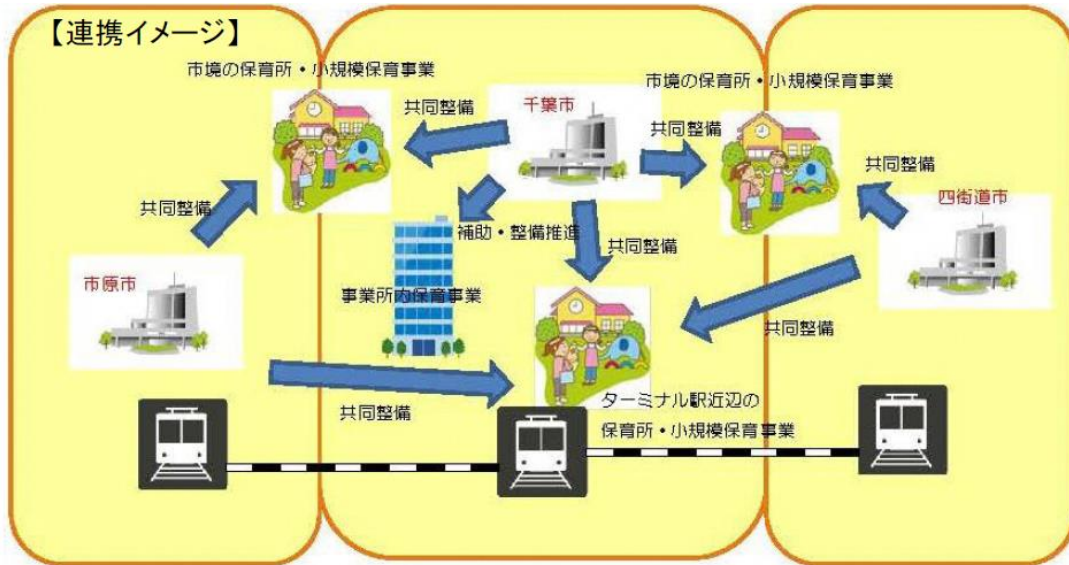 【連携イメージ】
市境の保育所・小規模保育事業
市境の保育所・小規模保育事業
共同整備
千葉市
共同整備
共同整備
共同整備
四街道市
補助・整備推進
共同整備
市原市
事業所内保育事業
共同整備
共同整備
ターミナル駅近辺の
保育所・小規模保育事業